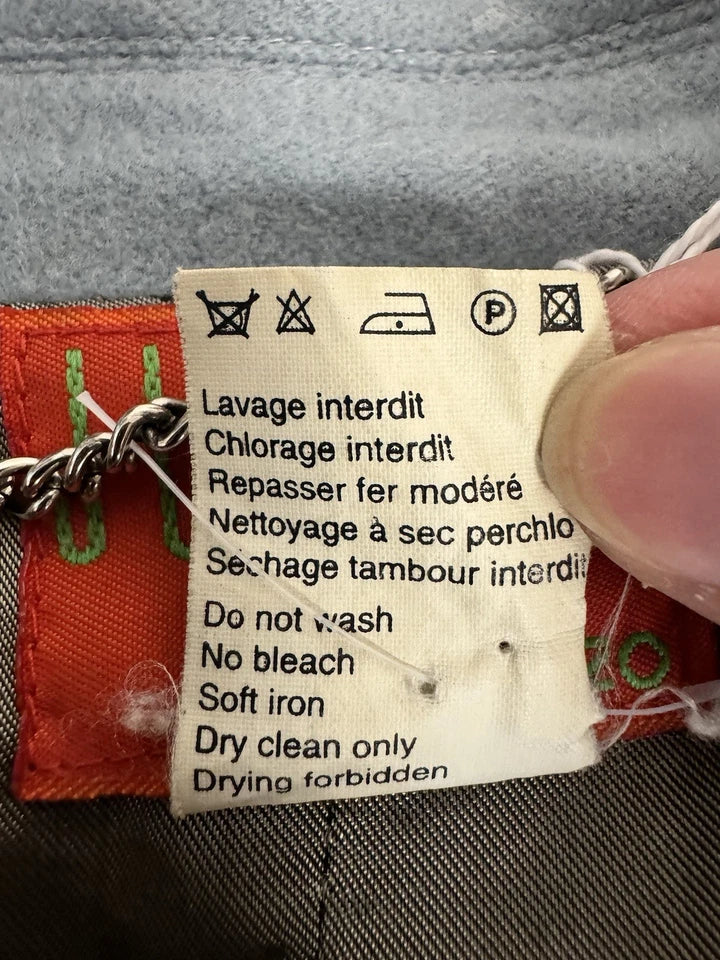 P
Lavage interdit
Chlorage interdit
Repasser fer modéré
Nettoyage à sec perchlo
Séchage tambour interdit
Do not wash
No bleach
Soft iron
Dry clean only
Drying forbidden